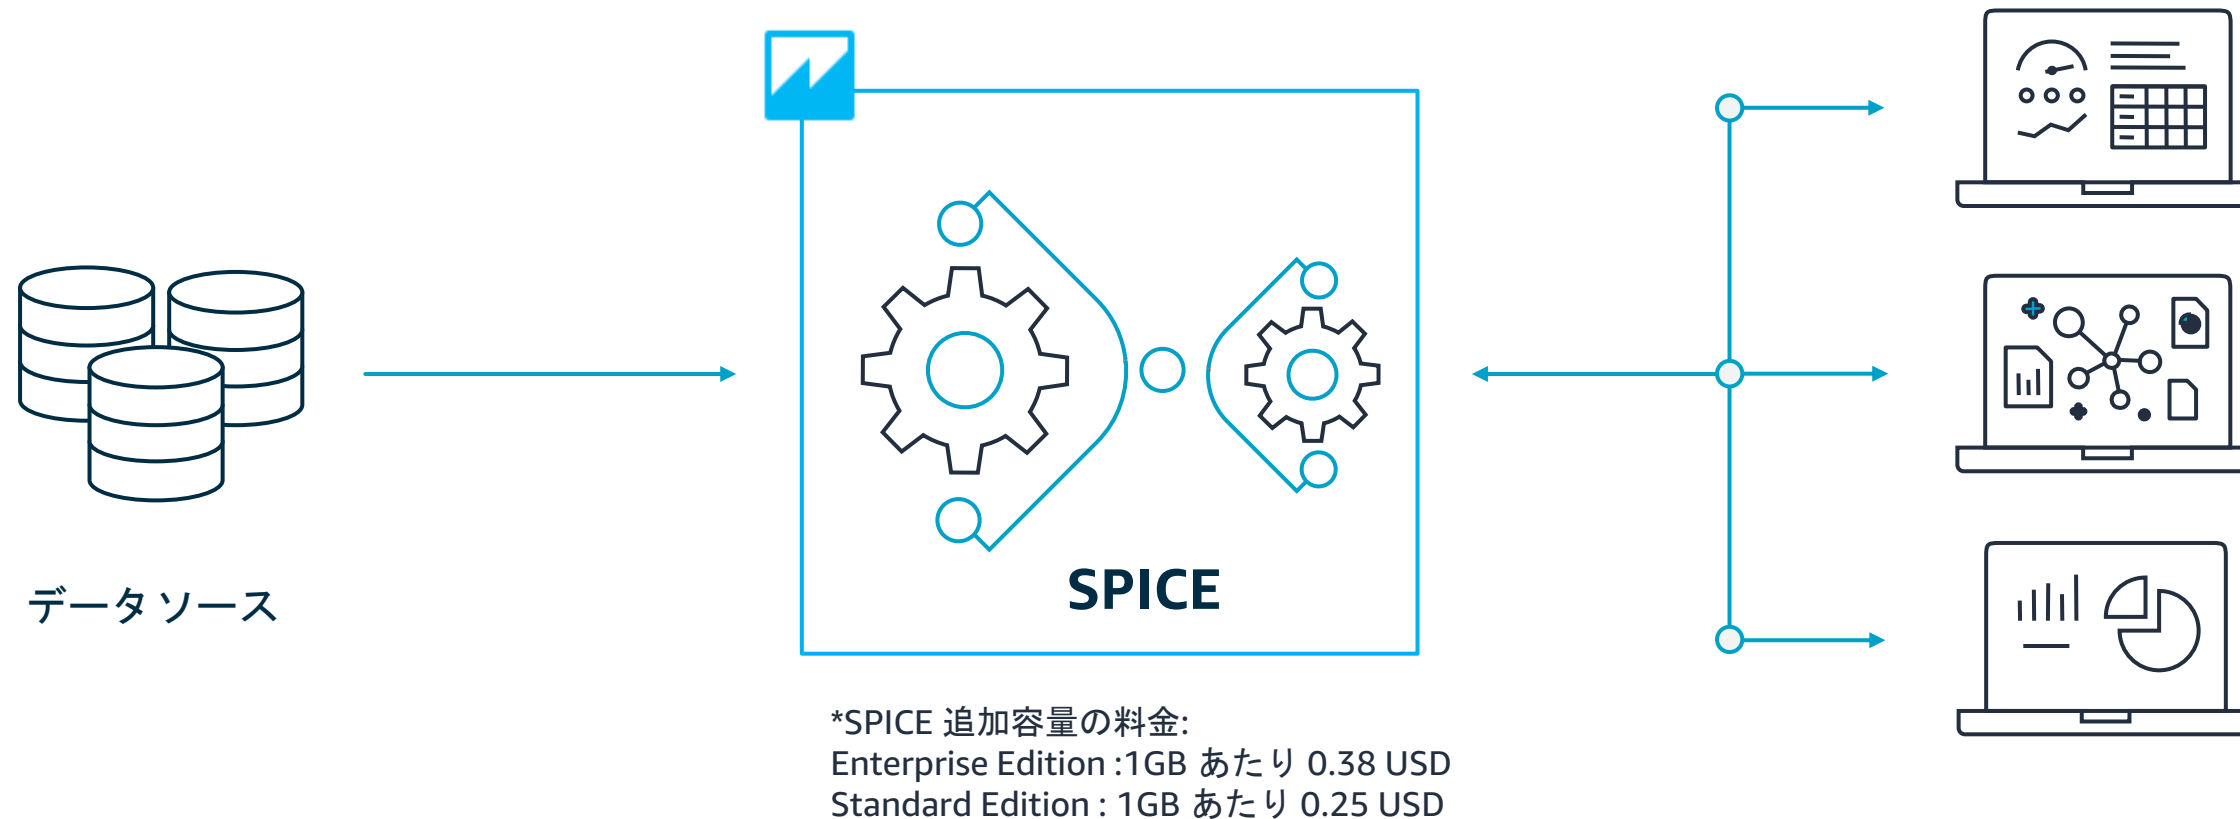 データソース
SPICE
*SPICE 追加容量の料金:
Enterprise Edition :1GB あたり 0.38 USD
Standard Edition : 1GB あたり 0.25 USD